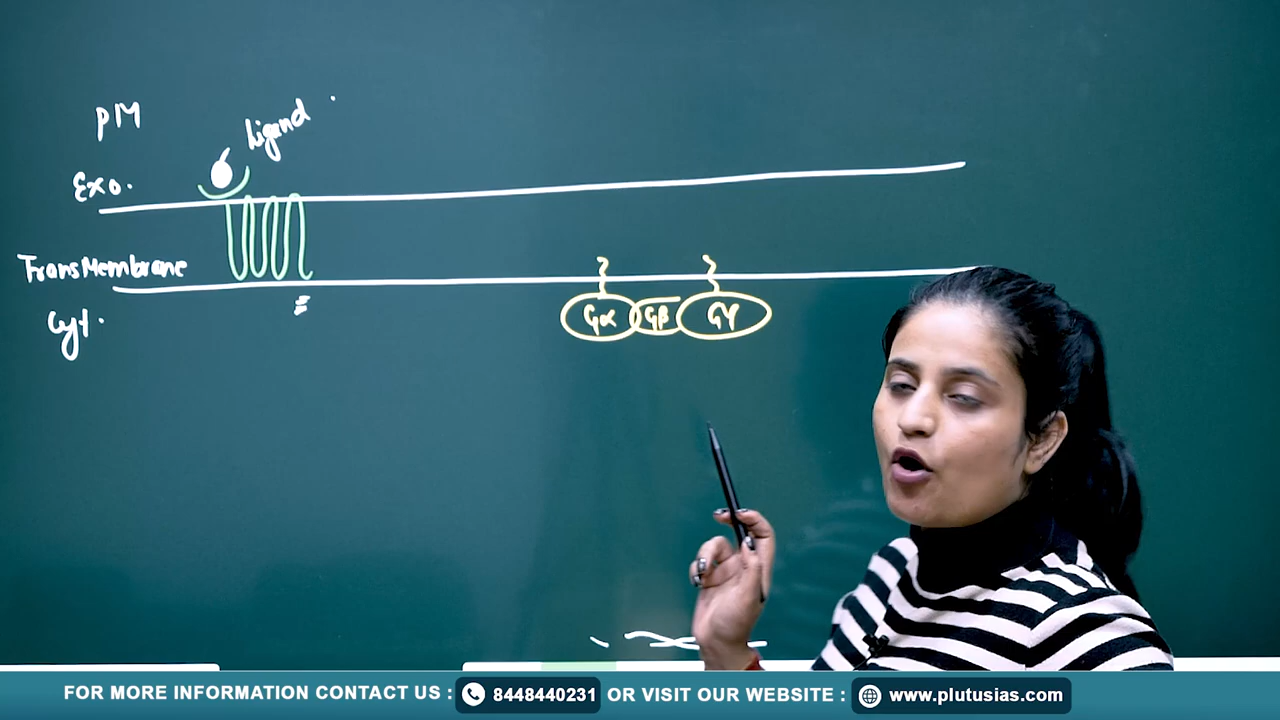 PM
Ligand
Exo.
TransMembrane
Cyt.
Gα Gβ Gγ
FOR MORE INFORMATION CONTACT US : 8448440231 OR VISIT OUR WEBSITE : www.plutusias.com